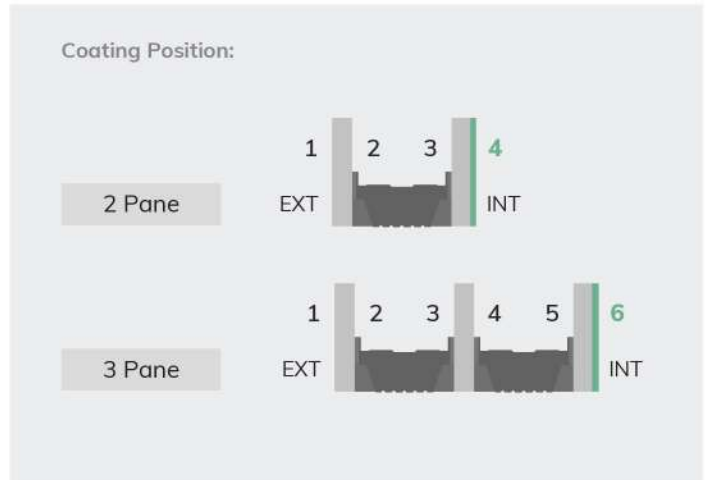 Coating Position:
1 2 3 4
2 Pane EXT INT
1 2 3 4 5 6
3 Pane EXT INT